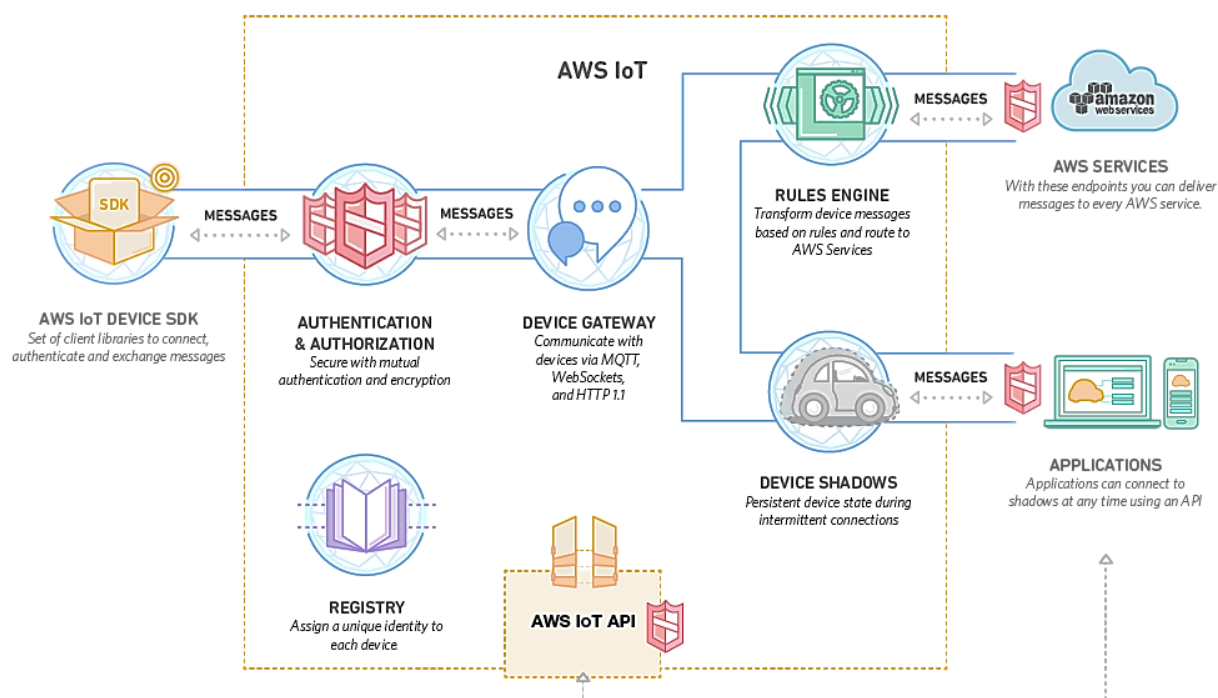 AWS IoT
SDK
MESSAGES
MESSAGES
MESSAGES
amazon
web services
AWS SERVICES
With these endpoints you can deliver
messages to every AWS service.
RULES ENGINE
Transform device messages
based on rules and route to
AWS Services
AWS IoT DEVICE SDK
Set of client libraries to connect,
authenticate and exchange messages
AUTHENTICATION
& AUTHORIZATION
Secure with mutual
authentication and encryption
DEVICE GATEWAY
Communicate with
devices via MQTT,
WebSockets,
and HTTP 1.1
MESSAGES
DEVICE SHADOWS
Persistent device state during
intermittent connections
APPLICATIONS
Applications can connect to
shadows at any time using an API
REGISTRY
Assign a unique identity to
each device
AWS IoT API